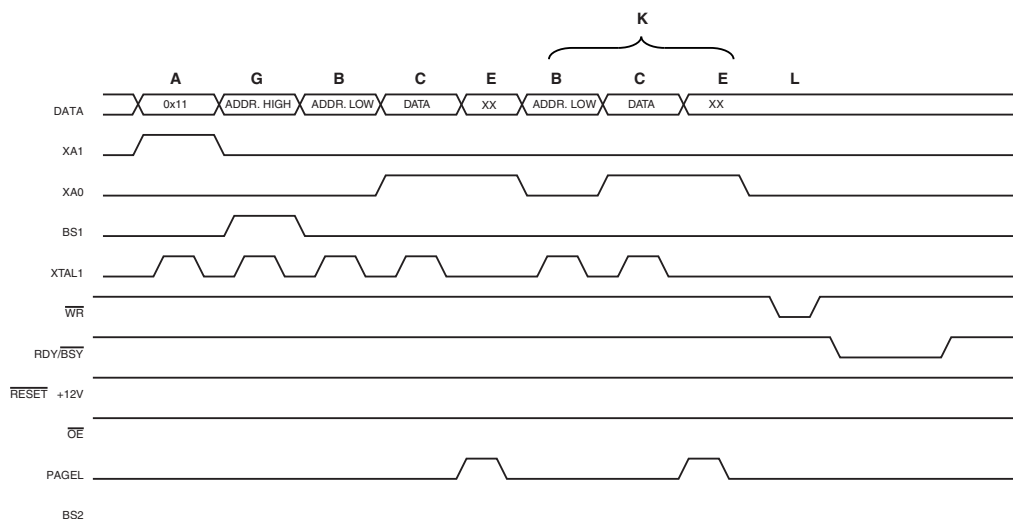 K
A G B C E B C E L
DATA 0x11 ADDR. HIGH ADDR. LOW DATA XX ADDR. LOW DATA XX
XA1
XA0
BS1
XTAL1
WR
RDY/BSY
RESET +12V
OE
PAGEL
BS2